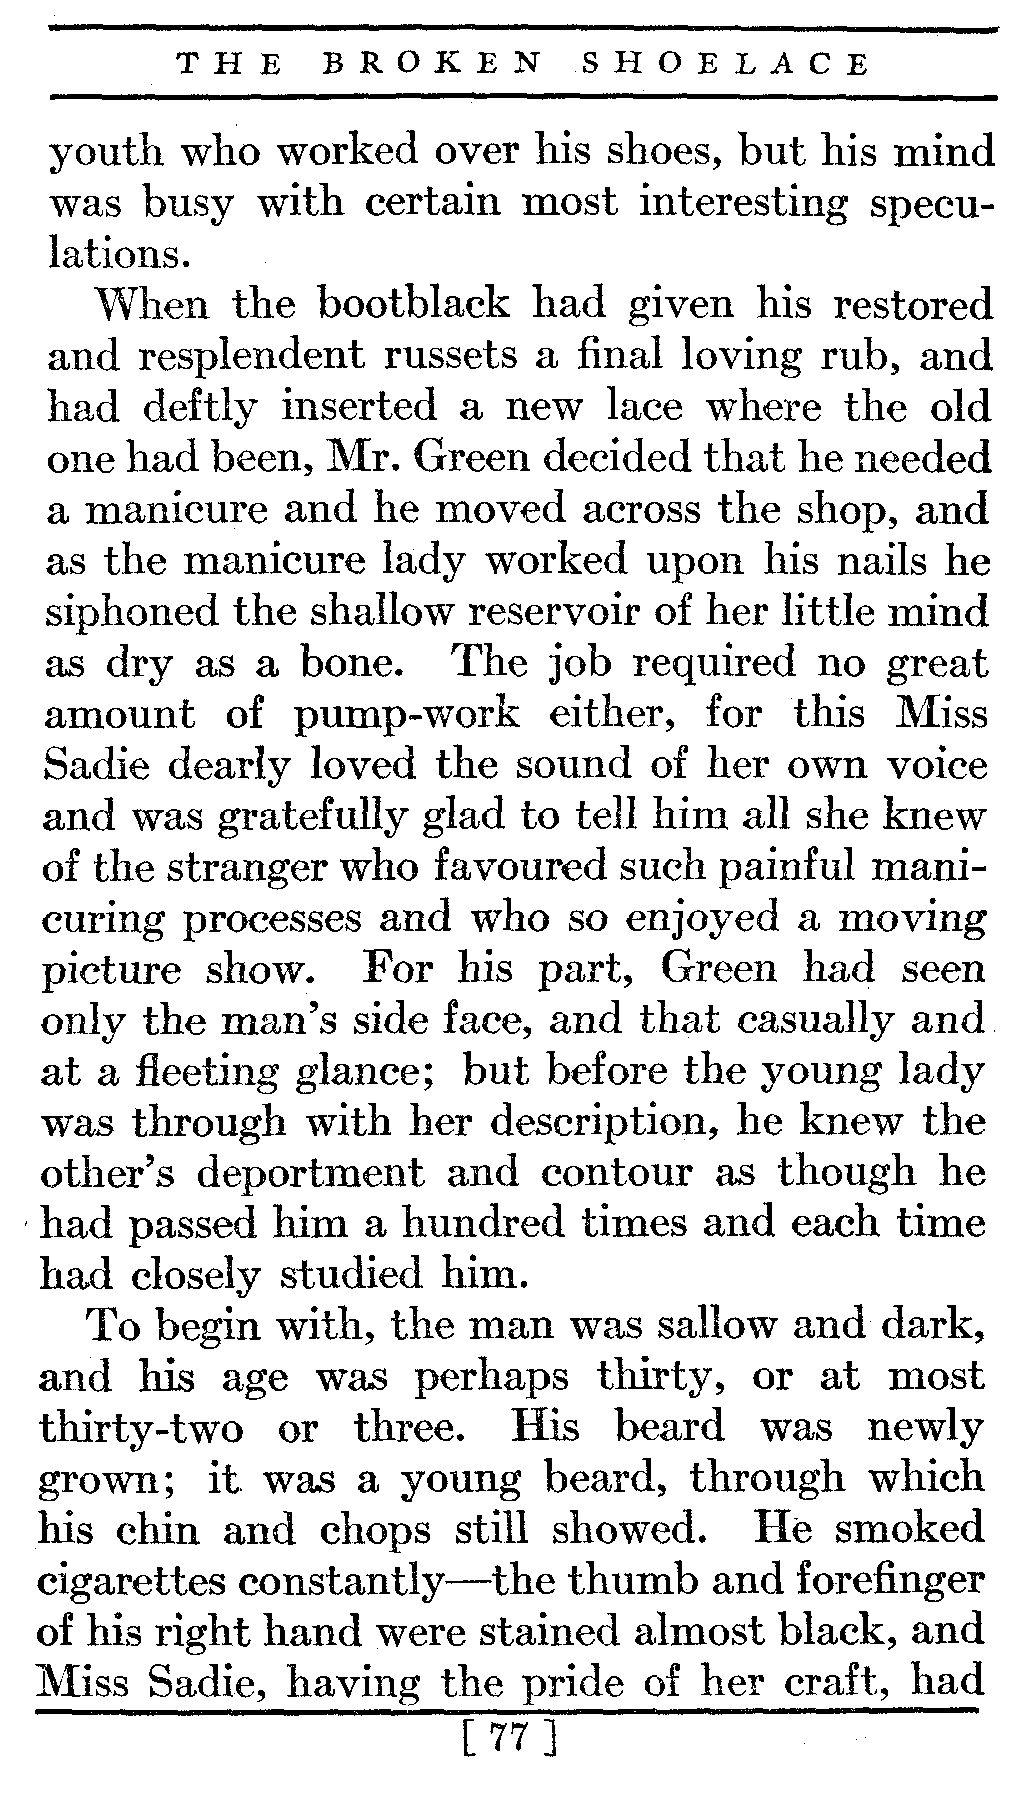 THE BROKEN SHOELACE
youth who worked over his shoes, but his mind
was busy with certain most interesting specu-
lations.
When the bootblack had given his restored
and resplendent russets a final loving rub, and
had deftly inserted a new lace where the old
one had been, Mr. Green decided that he needed
a manicure and he moved across the shop, and
as the manicure lady worked upon his nails he
siphoned the shallow reservoir of her little mind
as dry as a bone. The job required no great
amount of pump-work either, for this Miss
Sadie dearly loved the sound of her own voice
and was gratefully glad to tell him all she knew
of the stranger who favoured such painful mani-
curing processes and who so enjoyed a moving
picture show. For his part, Green had seen
only the man's side face, and that casually and
at a fleeting glance; but before the young lady
was through with her description, he knew the
other's deportment and contour as though he
had passed him a hundred times and each time
had closely studied him.
To begin with, the man was sallow and dark,
and his age was perhaps thirty, or at most
thirty-two or three. His beard was newly
grown; it was a young beard, through which
his chin and chops still showed. He smoked
cigarettes constantly—the thumb and forefinger
of his right hand were stained almost black, and
Miss Sadie, having the pride of her craft, had
[ 77 ]